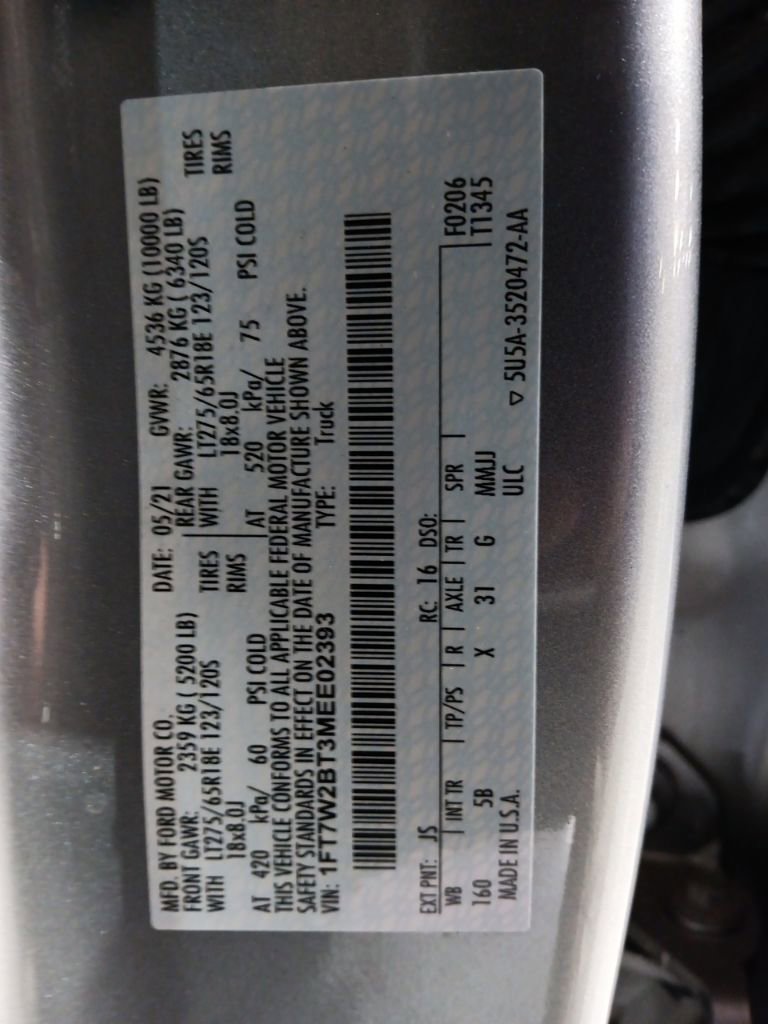 MFD. BY FORD MOTOR CO. DATE: 05/21 GVWR: 4536 KG (10000 LB)
FRONT GAWR: 2359 KG ( 5200 LB) REAR GAWR: 2876 KG ( 6340 LB)
WITH LT275/65R18E 123/120S TIRES WITH LT275/65R18E 123/120S TIRES
18x8.0J RIMS 18x8.0J RIMS
AT 420 kPa/ 60 PSI COLD AT 520 kPa/ 75 PSI COLD
THIS VEHICLE CONFORMS TO ALL APPLICABLE FEDERAL MOTOR VEHICLE
SAFETY STANDARDS IN EFFECT ON THE DATE OF MANUFACTURE SHOWN ABOVE.
VIN: 1FT7W2BT3MEE02393 TYPE: Truck
EXT PNT: JS RC: 16 DSO:
WB INT TR TP/PS R AXLE TR SPR F0206
160 5B X 31 G MMJJ T1345
MADE IN U.S.A. ULC ▽ 5U5A-3520472-AA